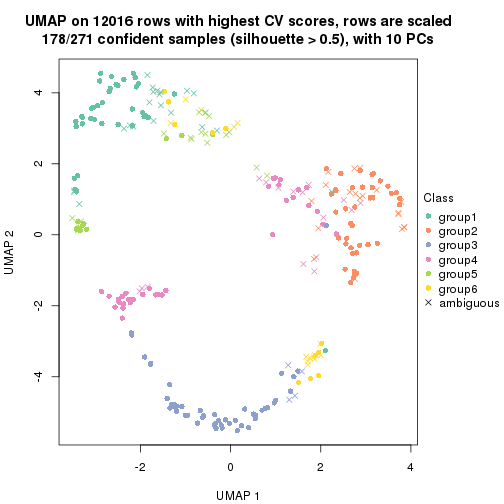 UMAP on 12016 rows with highest CV scores, rows are scaled
178/271 confident samples (silhouette > 0.5), with 10 PCs
4
2
0
-2
-4
UMAP 2
-2
0
2
4
UMAP 1
Class
group1
group2
group3
group4
group5
group6
ambiguous